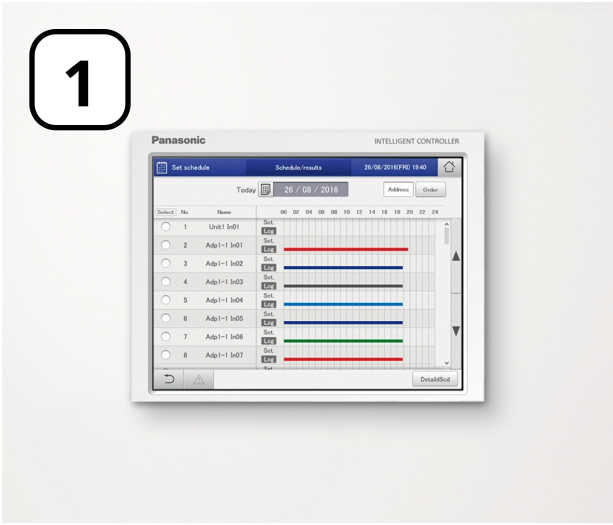 1
Panasonic INTELLIGENT CONTROLLER
Set schedule Schedule/results 26/08/2016(FRI) 19:40
Today 26 / 08 / 2016 Address Order
Select No. Name 00 02 04 06 08 10 12 14 16 18 20 22 24
1 Unit1 In01 Set. Log
2 Adp1-1 In01 Set. Log
3 Adp1-1 In02 Set. Log
4 Adp1-1 In03 Set. Log
5 Adp1-1 In04 Set. Log
6 Adp1-1 In05 Set. Log
7 Adp1-1 In06 Set. Log
8 Adp1-1 In07 Set. Log
Set.
DetaildScd